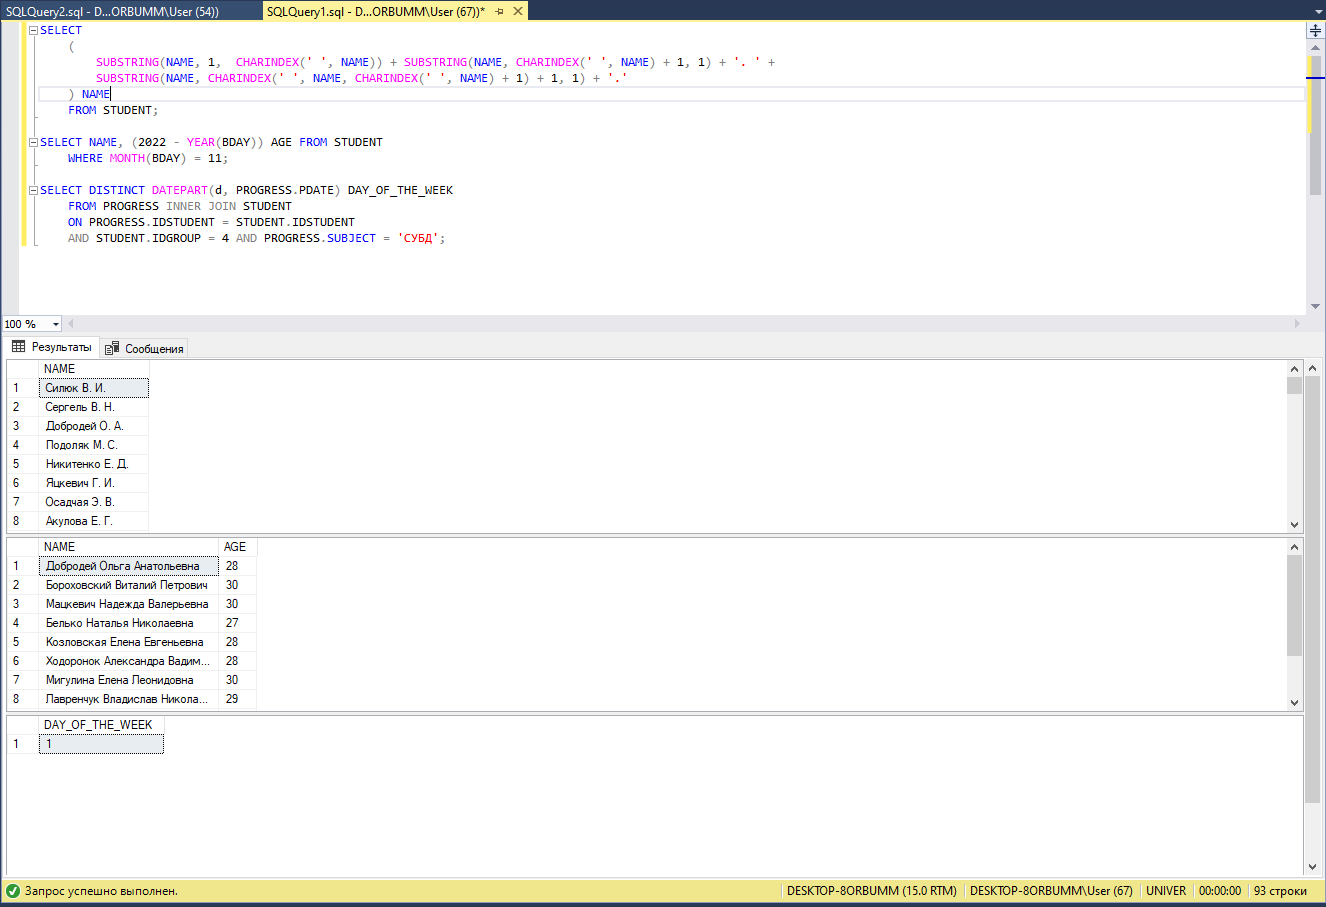 SQLQuery2.sql - D...ORBUMM\User (54))
SQLQuery1.sql - D...ORBUMM\User (67))*
SELECT
(
SUBSTRING(NAME, 1,  CHARINDEX(' ', NAME)) + SUBSTRING(NAME, CHARINDEX(' ', NAME) + 1, 1) + '. ' +
SUBSTRING(NAME, CHARINDEX(' ', NAME, CHARINDEX(' ', NAME) + 1) + 1, 1) + '.'
) NAME
FROM STUDENT;
SELECT NAME, (2022 - YEAR(BDAY)) AGE FROM STUDENT
WHERE MONTH(BDAY) = 11;
SELECT DISTINCT DATEPART(d, PROGRESS.PDATE) DAY_OF_THE_WEEK
FROM PROGRESS INNER JOIN STUDENT
ON PROGRESS.IDSTUDENT = STUDENT.IDSTUDENT
AND STUDENT.IDGROUP = 4 AND PROGRESS.SUBJECT = 'СУБД';
100 %
Результаты
Сообщения
NAME
1 Силюк В. И.
2 Сергель В. Н.
3 Добродей О. А.
4 Подоляк М. С.
5 Никитенко Е. Д.
6 Яцкевич Г. И.
7 Осадчая Э. В.
8 Акулова Е. Г.
NAME AGE
1 Добродей Ольга Анатольевна 28
2 Бороховский Виталий Петрович 30
3 Мацкевич Надежда Валерьевна 30
4 Белько Наталья Николаевна 27
5 Козловская Елена Евгеньевна 28
6 Ходоронок Александра Вадим... 28
7 Мигулина Елена Леонидовна 30
8 Лавренчук Владислав Никола... 29
DAY_OF_THE_WEEK
1 1
Запрос успешно выполнен.
DESKTOP-8ORBUMM (15.0 RTM)
DESKTOP-8ORBUMM\User (67)
UNIVER
00:00:00
93 строки